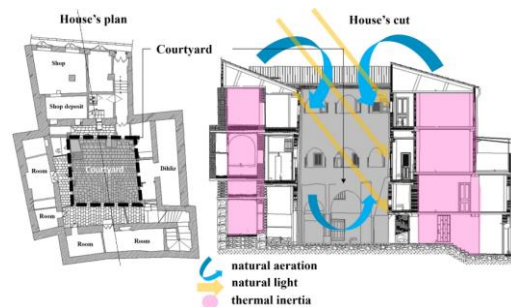 House's plan
House's cut
Courtyard
Shop
Shop deposit
Courtyard
Room
Dihliz
Room
Room
Room
natural aeration
natural light
thermal inertia